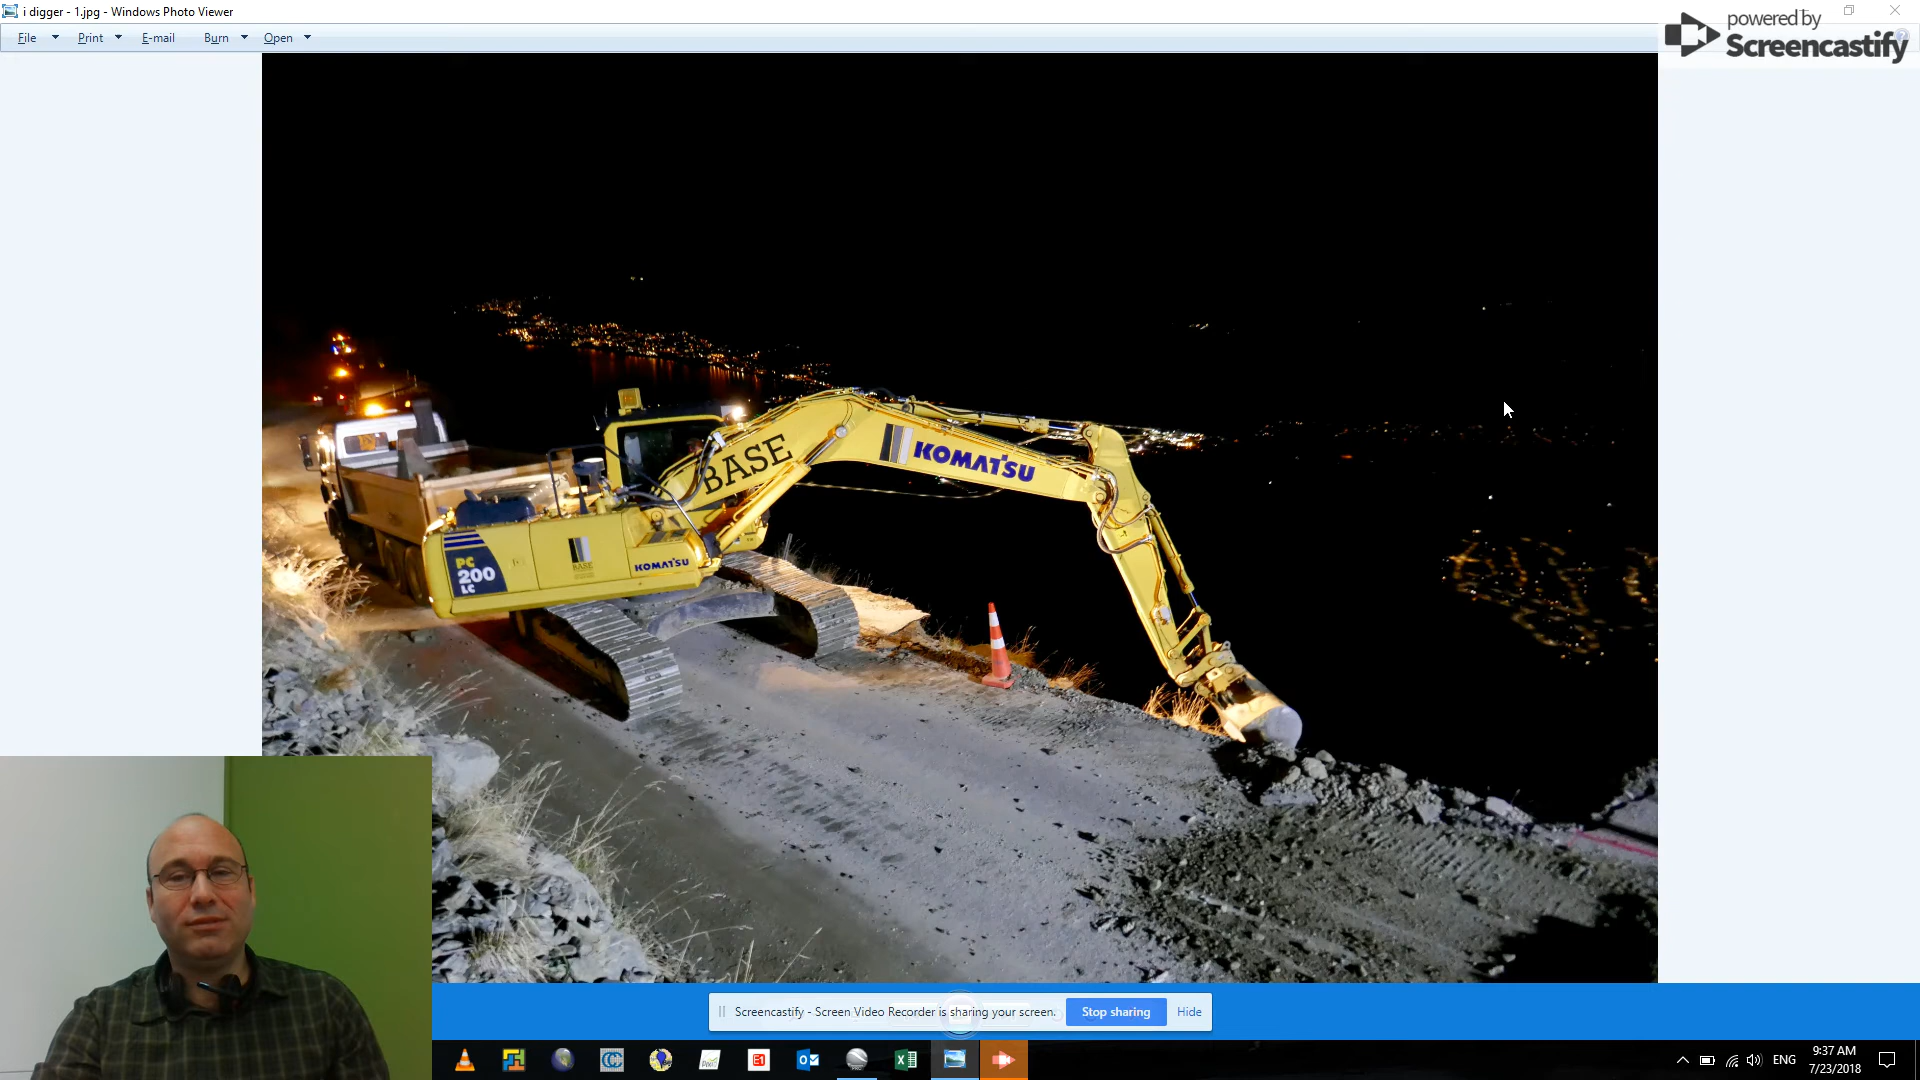 i digger - 1.jpg - Windows Photo Viewer
File
Print
E-mail
Burn
Open
powered by
Screencastify
BASE
KOMATSU
PC
200
LC
BASE
KOMATSU
Screencastify - Screen Video Recorder is sharing your screen.
Stop sharing
Hide
ENG
9:37 AM
7/23/2018